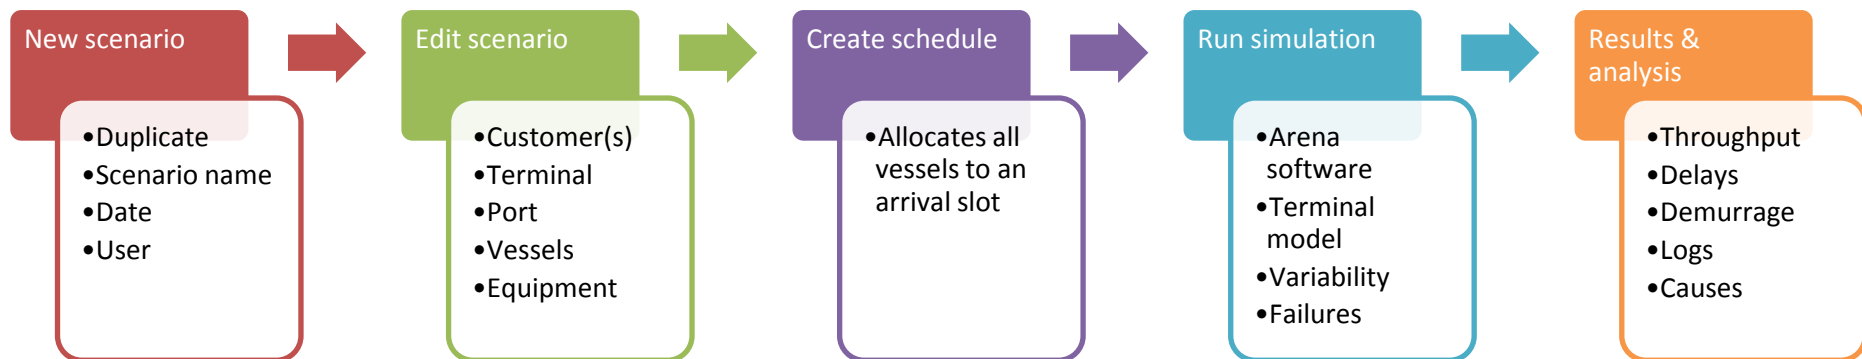 New scenario
•Duplicate
•Scenario name
•Date
•User
Edit scenario
•Customer(s)
•Terminal
•Port
•Vessels
•Equipment
Create schedule
•Allocates all
vessels to an
arrival slot
Run simulation
•Arena
software
•Terminal
model
•Variability
•Failures
Results &
analysis
•Throughput
•Delays
•Demurrage
•Logs
•Causes